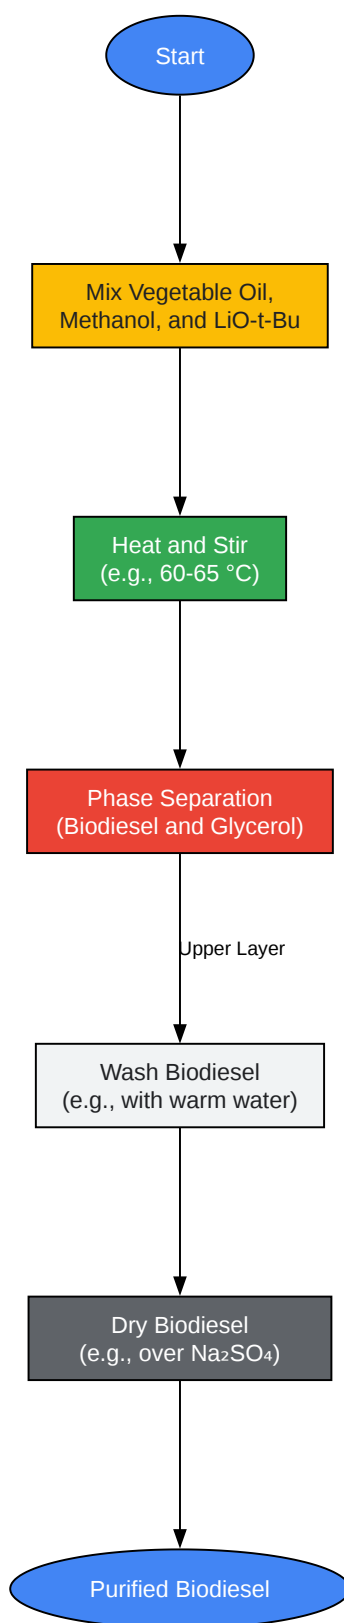 Start
Mix Vegetable Oil,
Methanol, and LiO-t-Bu
Heat and Stir
(e.g., 60-65 °C)
Phase Separation
(Biodiesel and Glycerol)
Upper Layer
Wash Biodiesel
(e.g., with warm water)
Dry Biodiesel
(e.g., over Na₂SO₄)
Purified Biodiesel